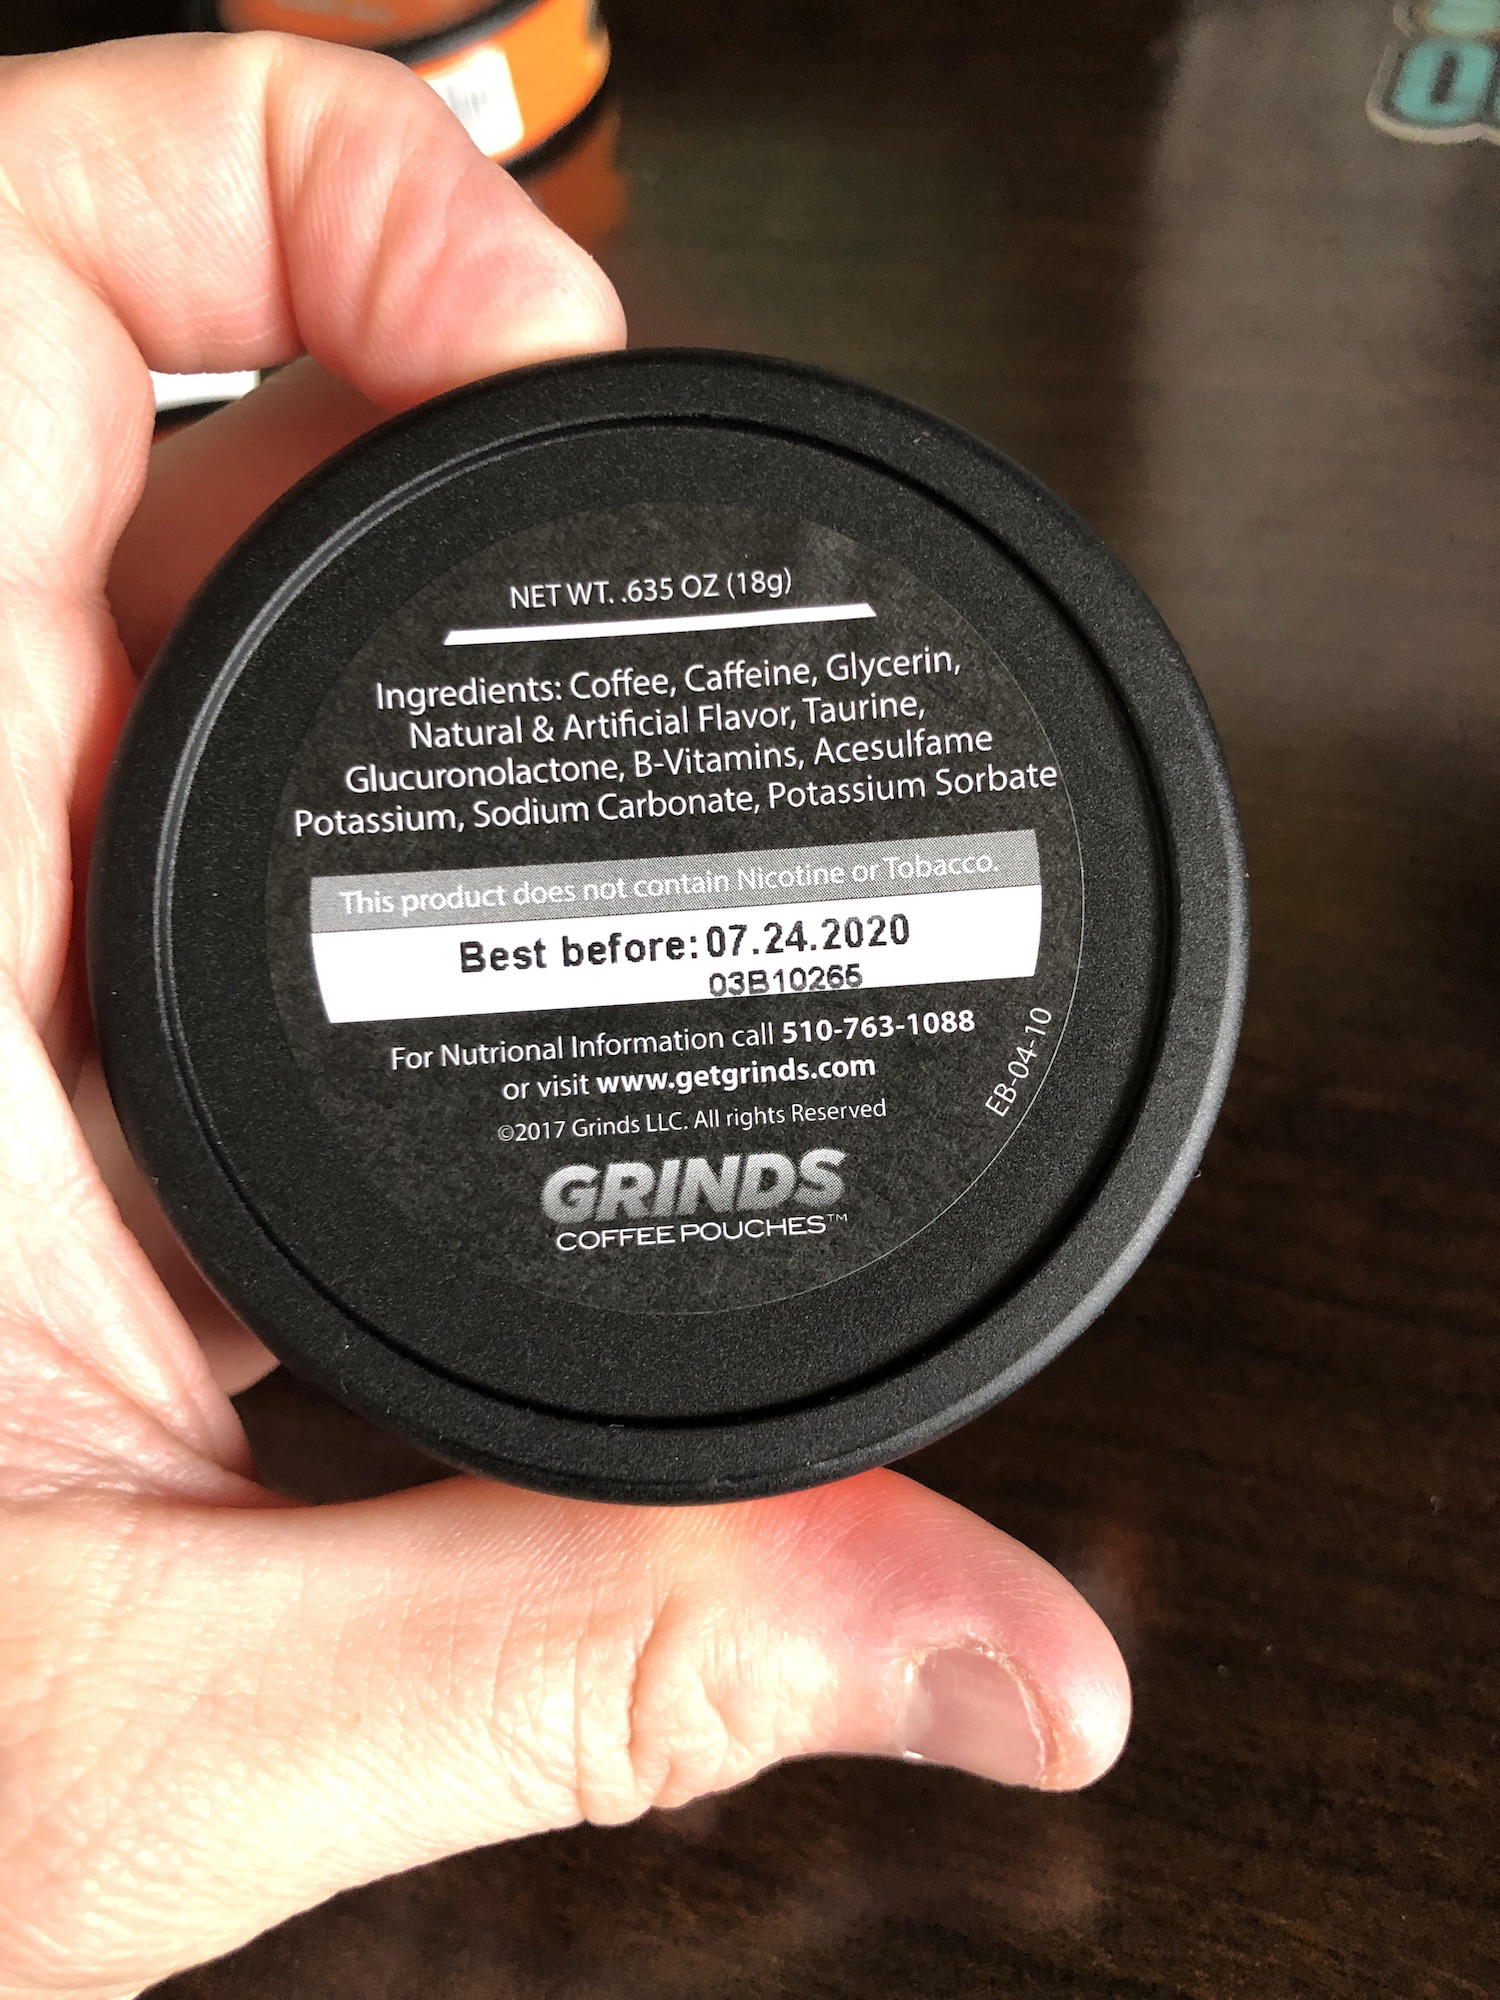 NET WT. .635 OZ (18g)
Ingredients: Coffee, Caffeine, Glycerin,
Natural & Artificial Flavor, Taurine,
Glucuronolactone, B-Vitamins, Acesulfame
Potassium, Sodium Carbonate, Potassium Sorbate
This product does not contain Nicotine or Tobacco.
Best before: 07.24.2020
03B10265
For Nutrional Information call 510-763-1088
or visit www.getgrinds.com
©2017 Grinds LLC. All rights Reserved
EB-04-10
GRINDS
COFFEE POUCHES™